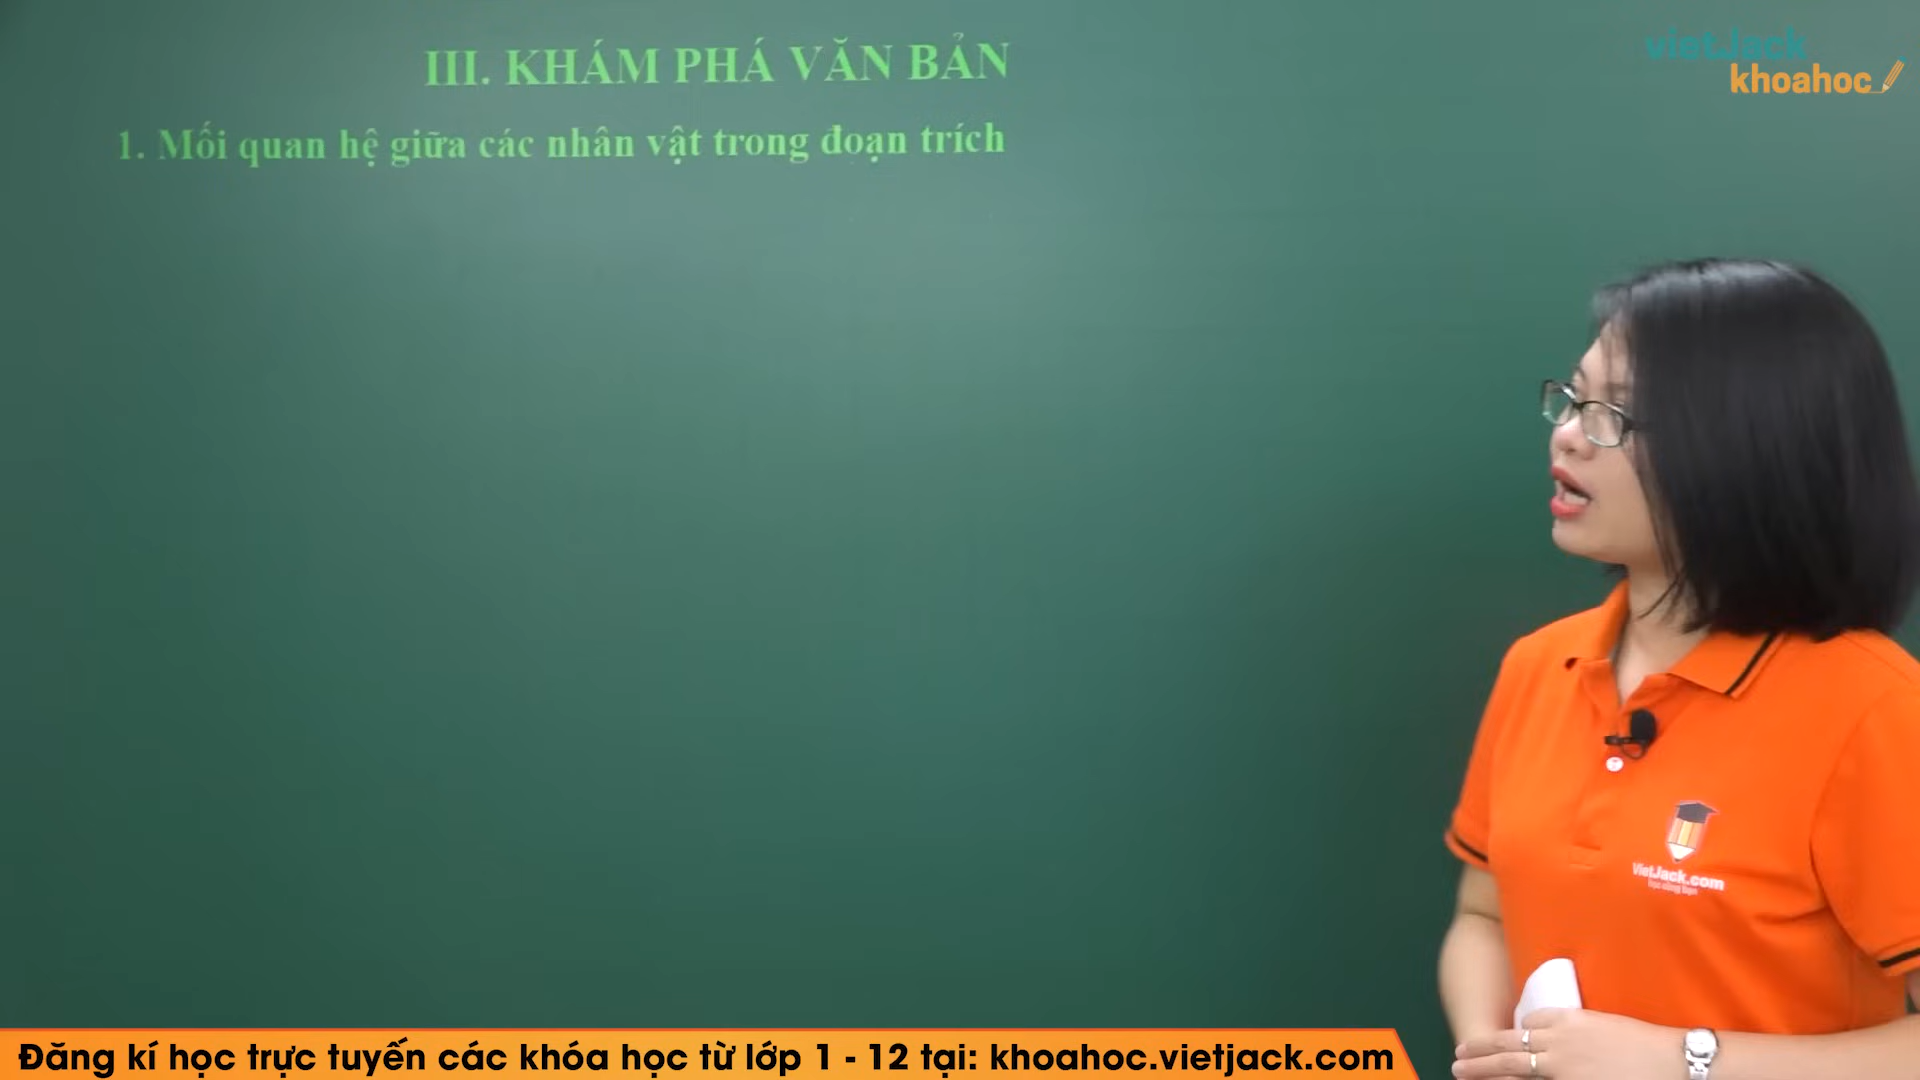 III. KHÁM PHÁ VĂN BẢN
vietJack
khoahoc
1. Mối quan hệ giữa các nhân vật trong đoạn trích
VietJack.com
Đăng kí học trực tuyến các khóa học từ lớp 1 - 12 tại: khoahoc.vietjack.com